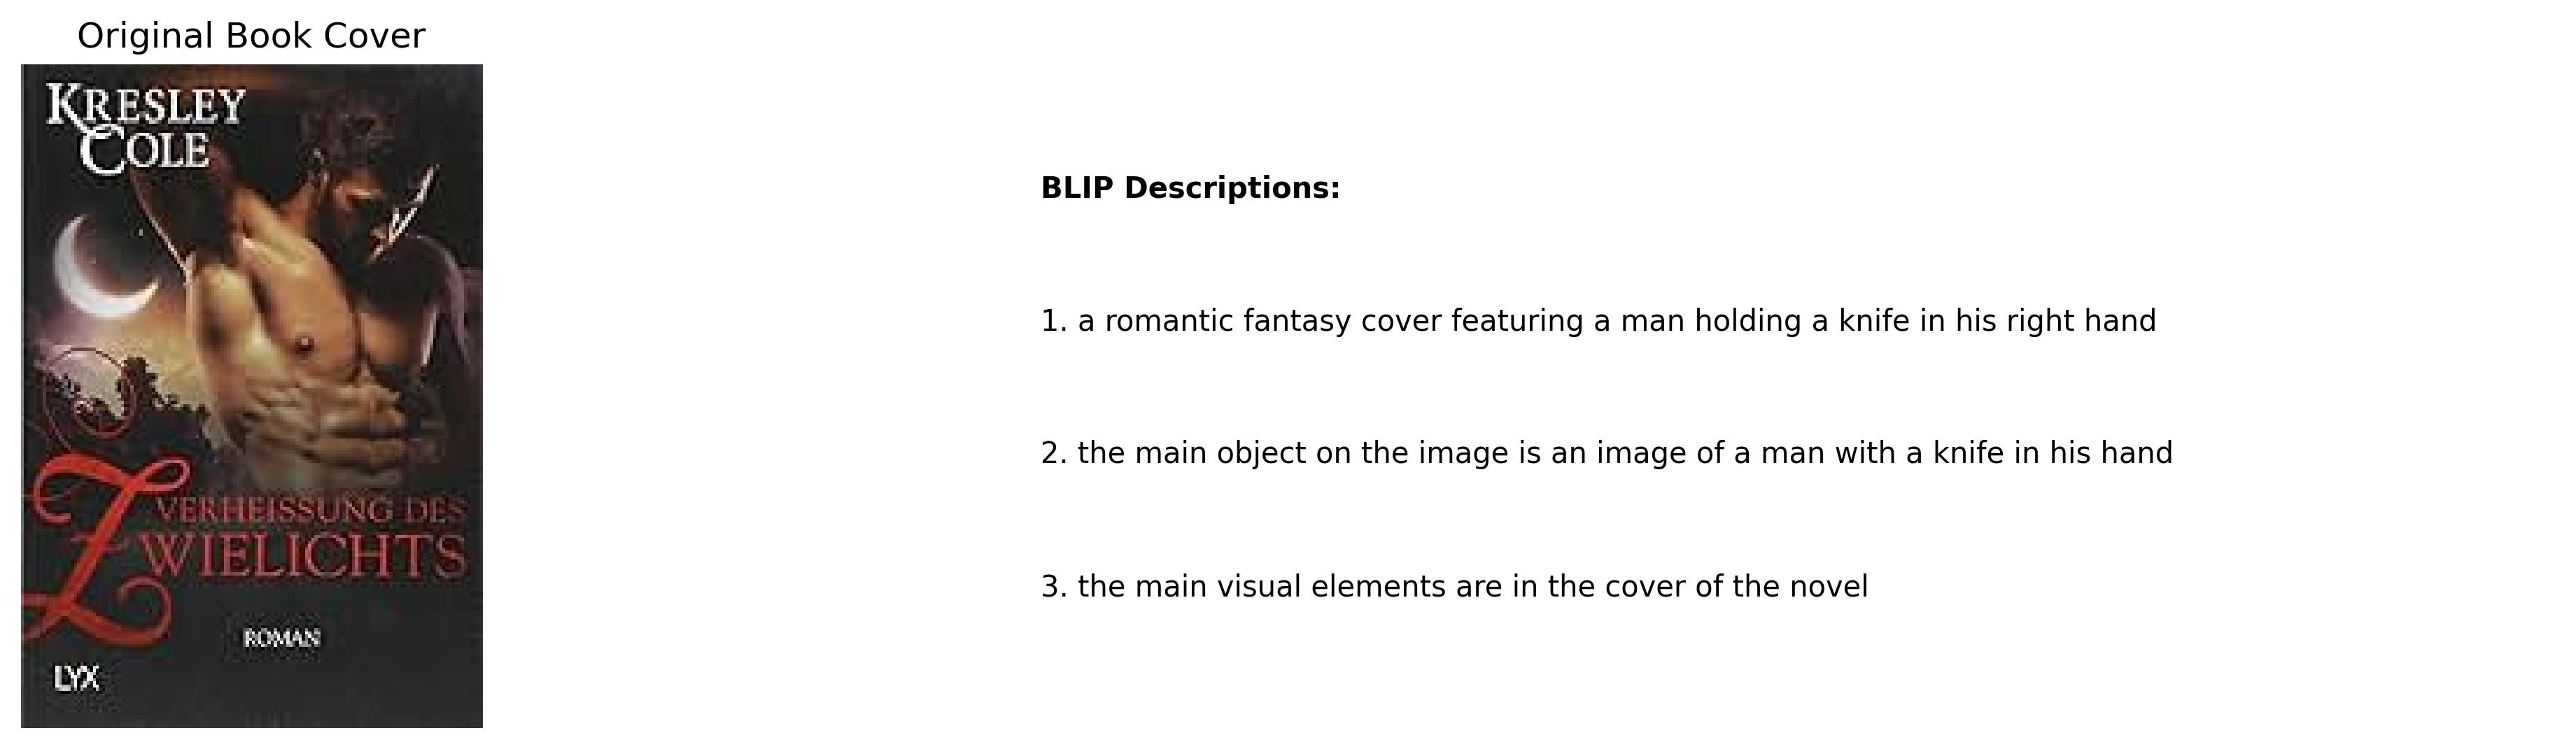 Original Book Cover
KRESLEY
COLE
VERHEISSUNG DES
ZWIELICHTS
ROMAN
LYX
BLIP Descriptions:
1. a romantic fantasy cover featuring a man holding a knife in his right hand
2. the main object on the image is an image of a man with a knife in his hand
3. the main visual elements are in the cover of the novel